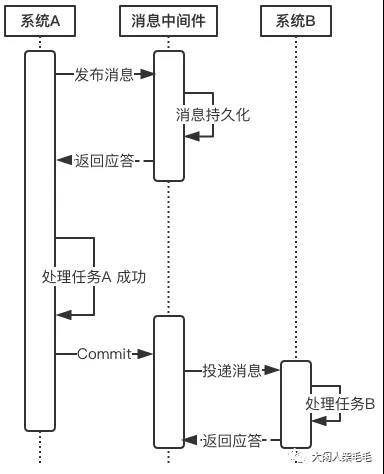 系统A
消息中间件
系统B
发布消息
消息持久化
返回应答
处理任务A 成功
Commit
投递消息
处理任务B
返回应答
大闲人柴毛毛